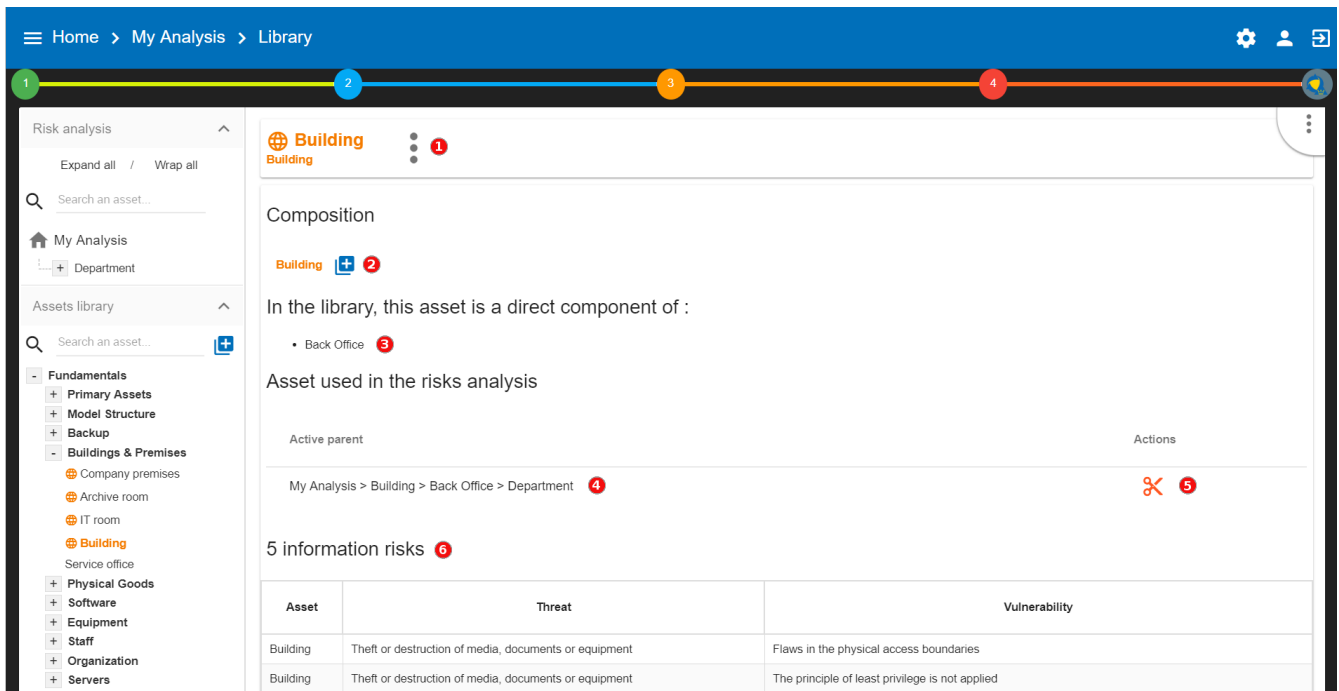 Home > My Analysis > Library
1 2 3 4
Risk analysis
Expand all / Wrap all
Search an asset...
My Analysis
+ Department
Assets library
Search an asset...
- Fundamentals
+ Primary Assets
+ Model Structure
+ Backup
- Buildings & Premises
Company premises
Archive room
IT room
Building
Service office
+ Physical Goods
+ Software
+ Equipment
+ Staff
+ Organization
+ Servers
Building 1
Building
Composition
Building 2
In the library, this asset is a direct component of :
• Back Office 3
Asset used in the risks analysis
Active parent Actions
My Analysis > Building > Back Office > Department 4 5
5 information risks 6
Asset Threat Vulnerability
Building Theft or destruction of media, documents or equipment Flaws in the physical access boundaries
Building Theft or destruction of media, documents or equipment The principle of least privilege is not applied